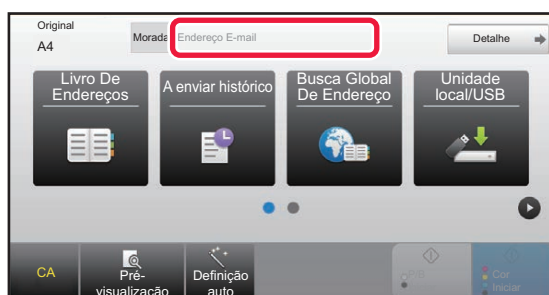 Original
A4
Morada
Endereço E-mail
Detalhe
Livro De
Endereços
A enviar histórico
Busca Global
De Endereço
Unidade
local/USB
CA
Pré-
visualização
Definição
auto
P/B
Cor
Iniciar